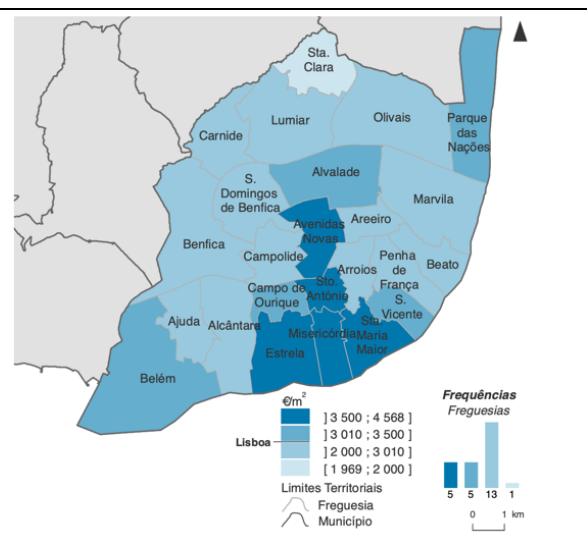 Sta.
Clara
Lumiar
Olivais
Parque
das
Nações
Carnide
Alvalade
S.
Domingos
de Benfica
Marvila
Avenidas
Novas
Areeiro
Benfica
Campolide
Arroios
Penha
de
França
Beato
Campo de
Ourique
Sto.
António
S.
Vicente
Ajuda
Alcântara
Estrela
Misericórdia
Sta.
Maria
Maior
Belém
€/m²
] 3 500 ; 4 568 ]
] 3 010 ; 3 500 ]
] 2 000 ; 3 010 ]
[ 1 969 ; 2 000 ]
Lisboa
Limites Territoriais
Freguesia
Município
Frequências
Freguesias
5 5 13 1
0 1 km